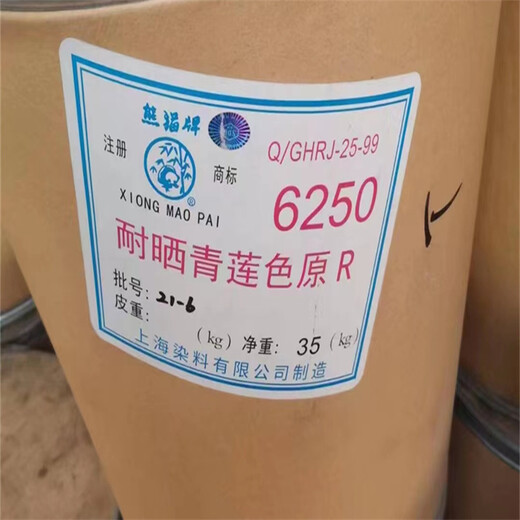 熊猫牌
Q/GHRJ-25-99
注册 商标
®
XIONG MAO PAI
6250
耐晒青莲色原R
批号: 21-6
皮重: (kg) 净重: 35 (kg)
上海染料有限公司制造